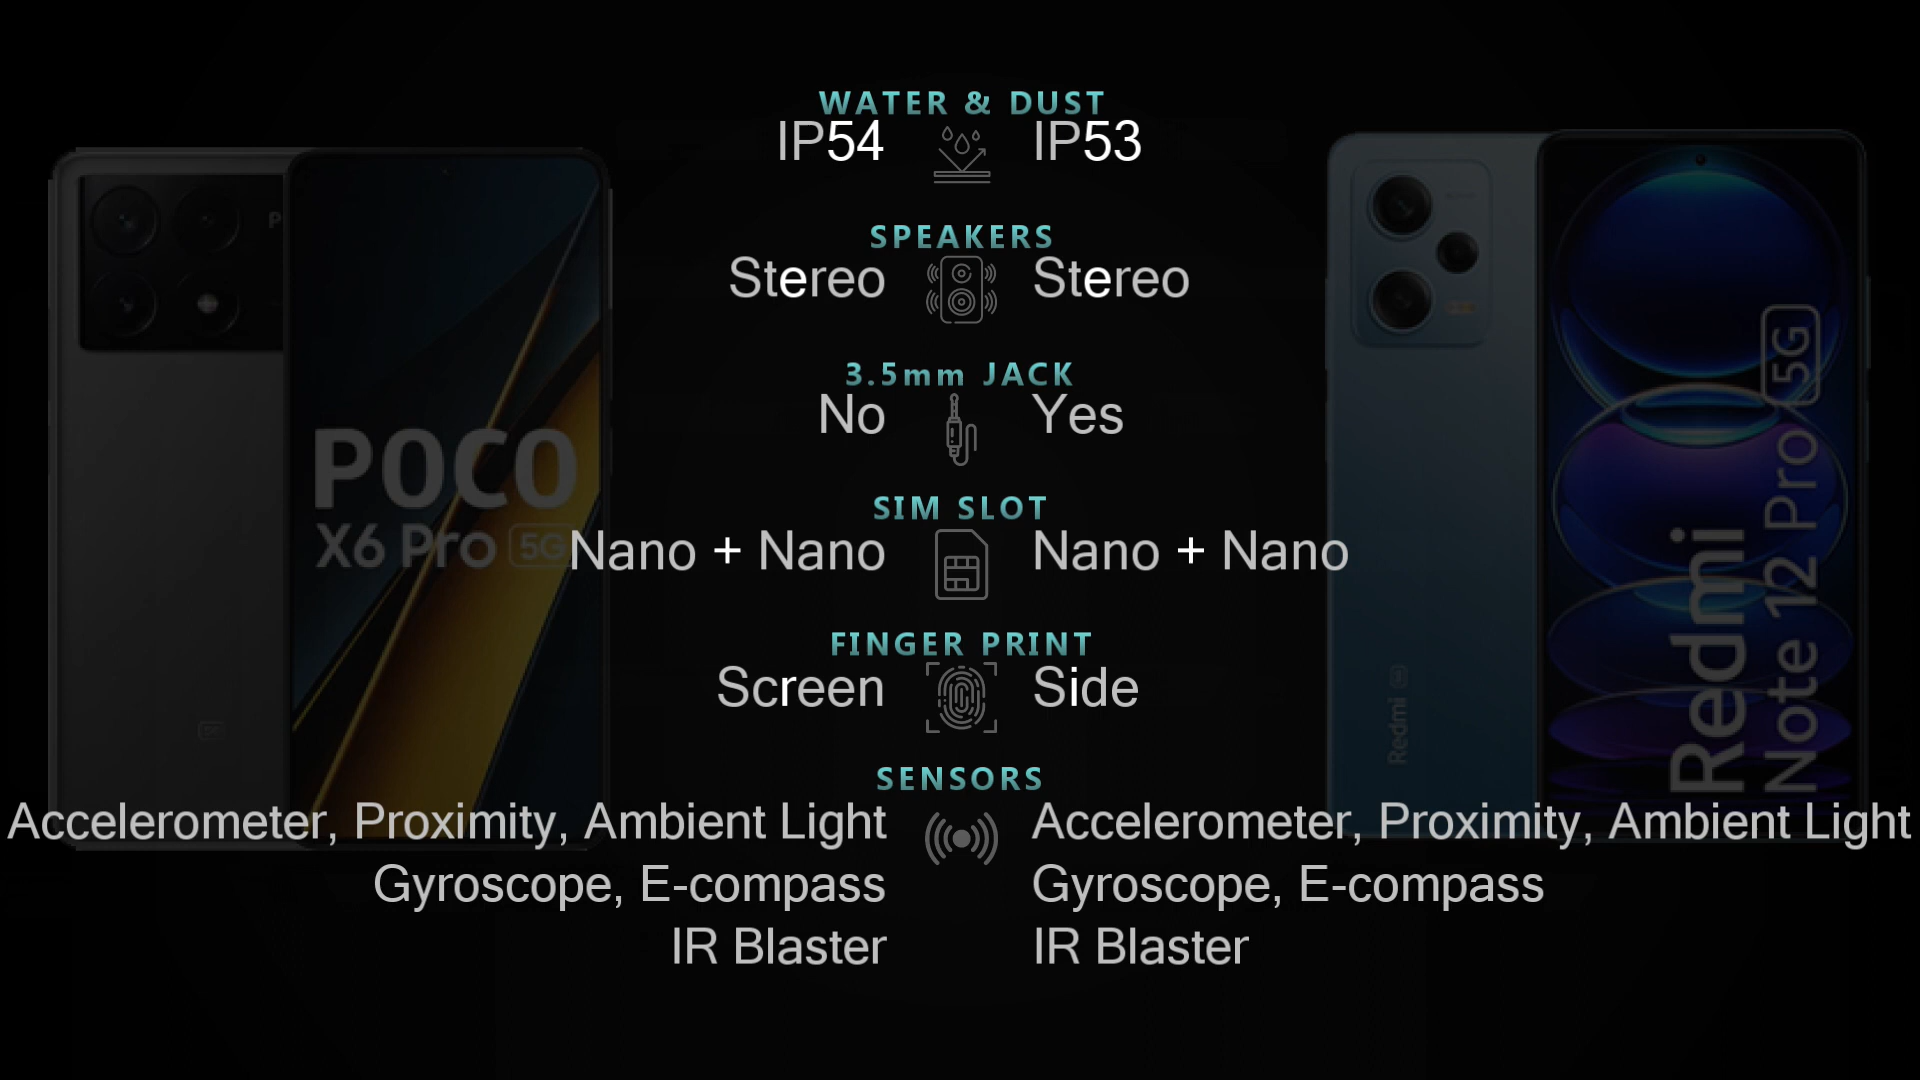 WATER & DUST
IP54 IP53
SPEAKERS
Stereo Stereo
3.5mm JACK
No Yes
SIM SLOT
Nano + Nano Nano + Nano
FINGER PRINT
Screen Side
SENSORS
Accelerometer, Proximity, Ambient Light Accelerometer, Proximity, Ambient Light
Gyroscope, E-compass Gyroscope, E-compass
IR Blaster IR Blaster
POCO
X6 Pro 5G
Redmi
Note 12 Pro 5G
Redmi